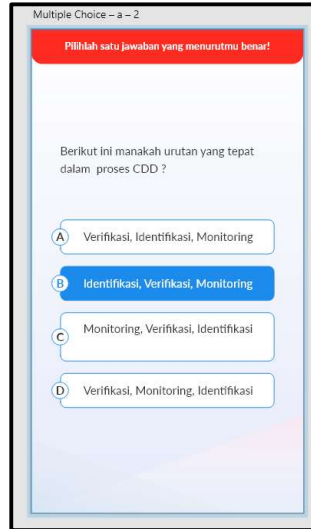 Multiple Choice – a – 2
Pilihlah satu jawaban yang menurutmu benar!
Berikut ini manakah urutan yang tepat
dalam proses CDD ?
A Verifikasi, Identifikasi, Monitoring
B Identifikasi, Verifikasi, Monitoring
C Monitoring, Verifikasi, Identifikasi
D Verifikasi, Monitoring, Identifikasi